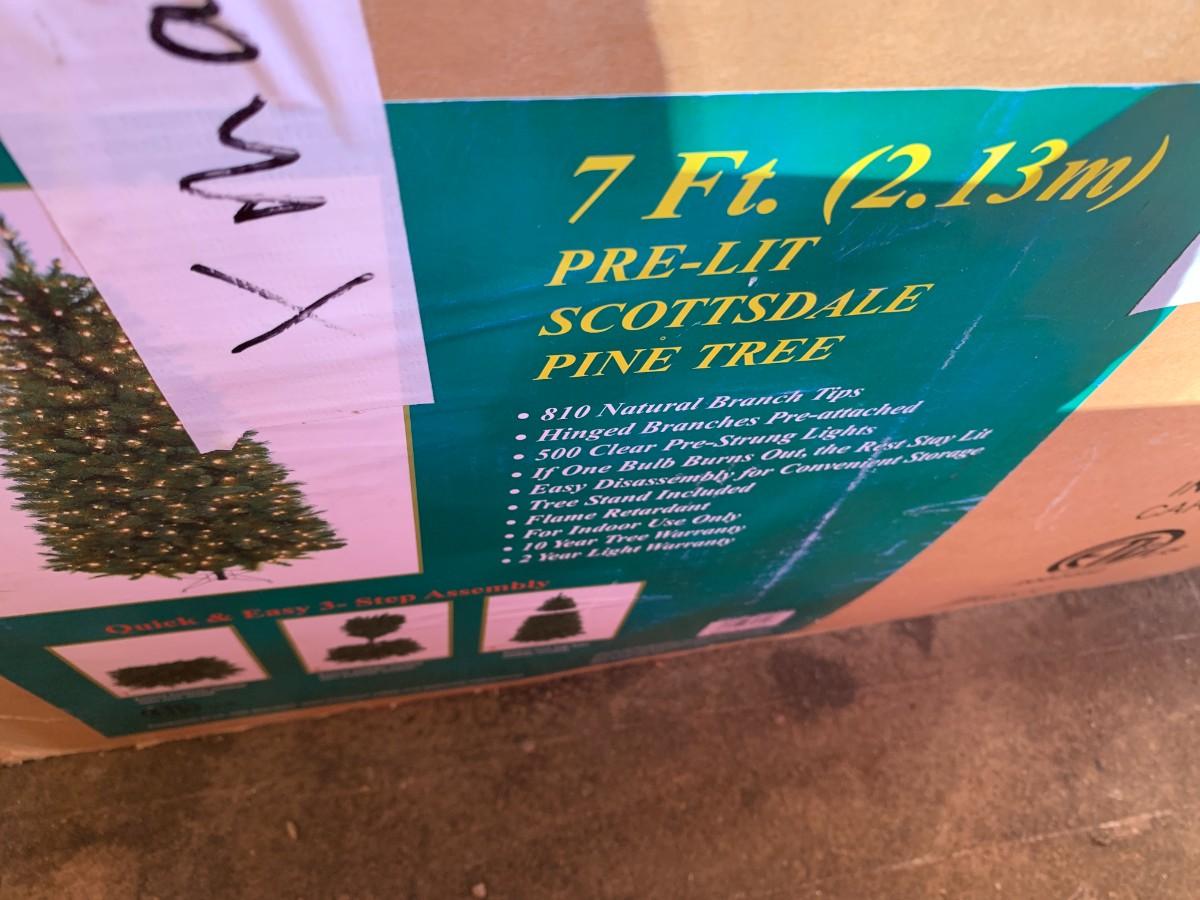 Xma
7 Ft. (2.13m)
PRE-LIT
SCOTTSDALE
PINE TREE
• 810 Natural Branch Tips
• Hinged Branches Pre-attached
• 500 Clear Pre-Strung Lights
• If One Bulb Burns Out, the Rest Stay Lit
• Easy Disassembly for Convenient Storage
• Tree Stand Included
• Flame Retardant
• For Indoor Use Only
• 10 Year Tree Warranty
• 2 Year Light Warranty
Quick & Easy 3- Step Assembly